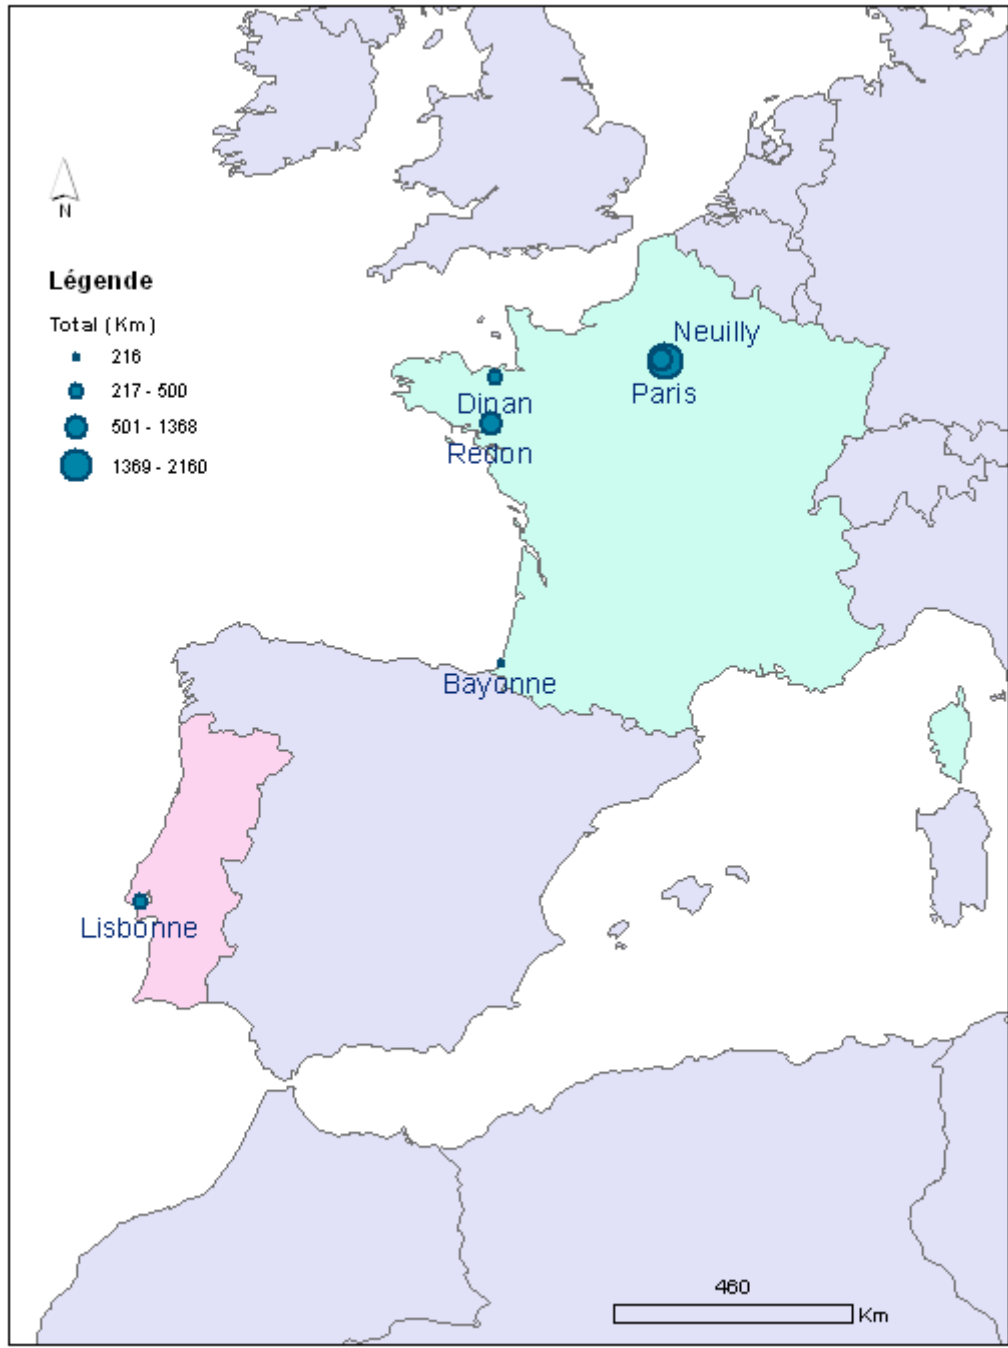 N
Légende
Total (Km)
216
217 - 500
501 - 1368
1369 - 2160
Neuilly
Paris
Dinan
Redon
Bayonne
Lisbonne
460
Km